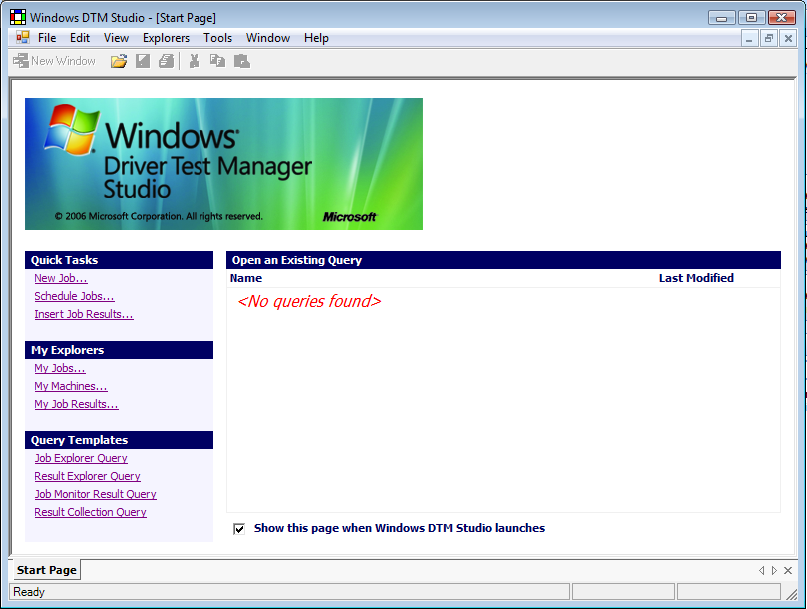 Windows DTM Studio - [Start Page]
File Edit View Explorers Tools Window Help
New Window
Windows®
Driver Test Manager
Studio
© 2006 Microsoft Corporation. All rights reserved. Microsoft
Quick Tasks
New Job...
Schedule Jobs...
Insert Job Results...
My Explorers
My Jobs...
My Machines...
My Job Results...
Query Templates
Job Explorer Query
Result Explorer Query
Job Monitor Result Query
Result Collection Query
Open an Existing Query
Name Last Modified
<No queries found>
Show this page when Windows DTM Studio launches
Start Page
Ready